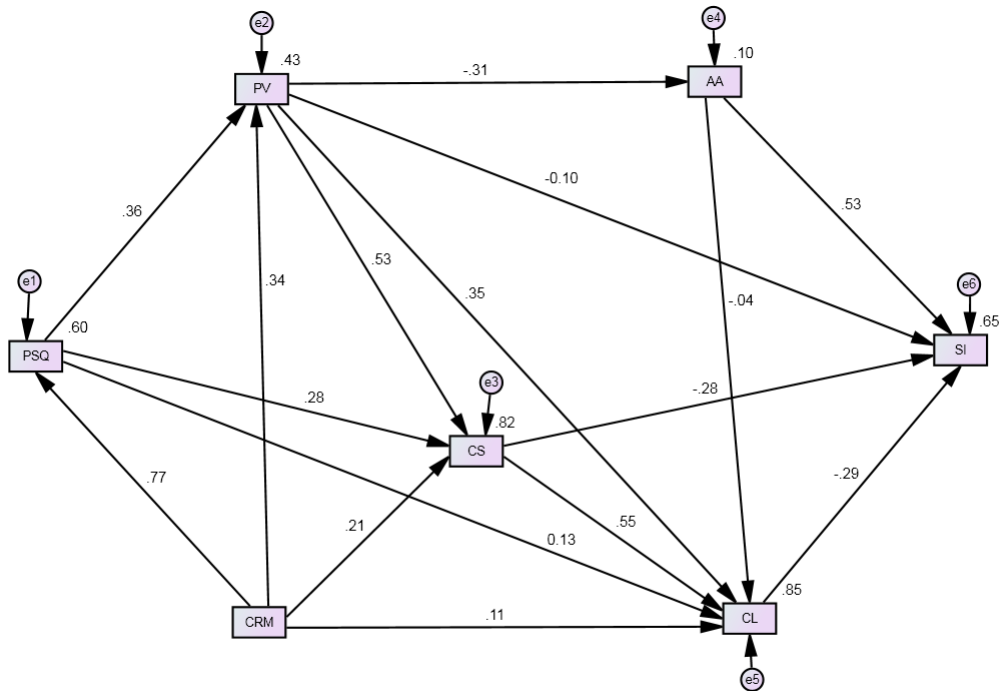 e2
e4
.43
.10
PV
-.31
AA
-0.10
.36
.53
.53
e1
.34
.35
-.04
e6
.60
.65
PSQ
SI
e3
.28
.82
-.28
CS
.77
-.29
.21
.55
0.13
.85
CRM
.11
CL
e5